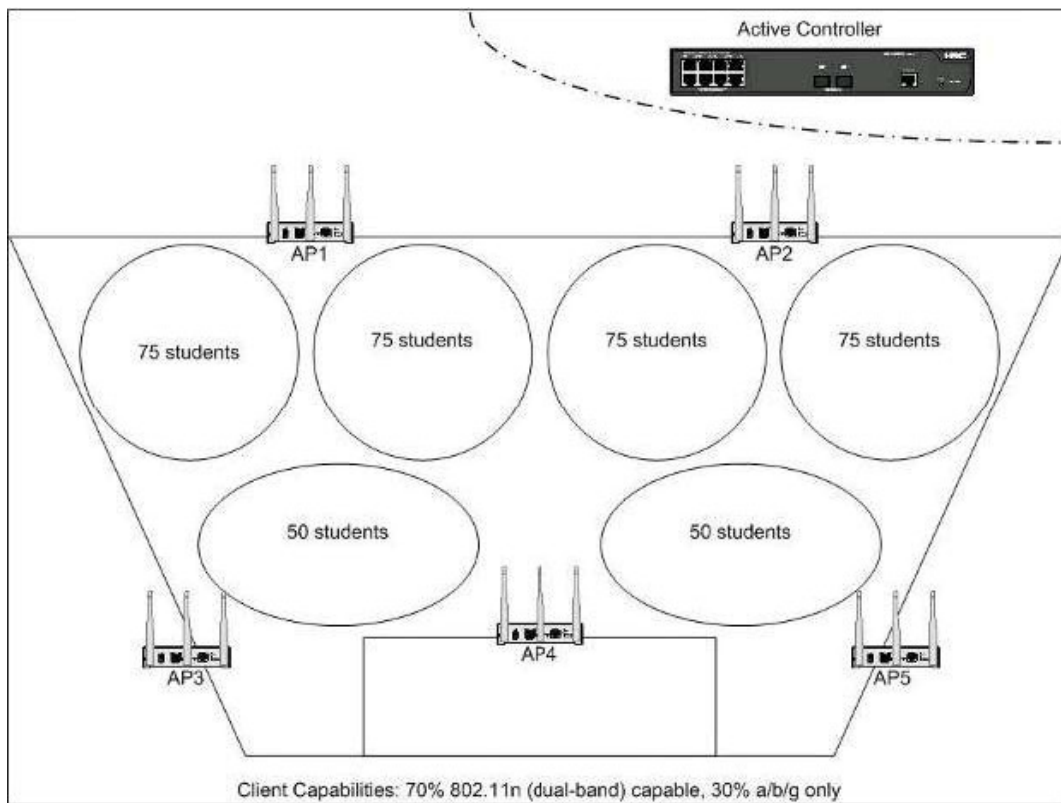 Active Controller
AP1
AP2
75 students
75 students
75 students
75 students
50 students
50 students
AP3
AP4
AP5
Client Capabilities: 70% 802.11n (dual-band) capable, 30% a/b/g only